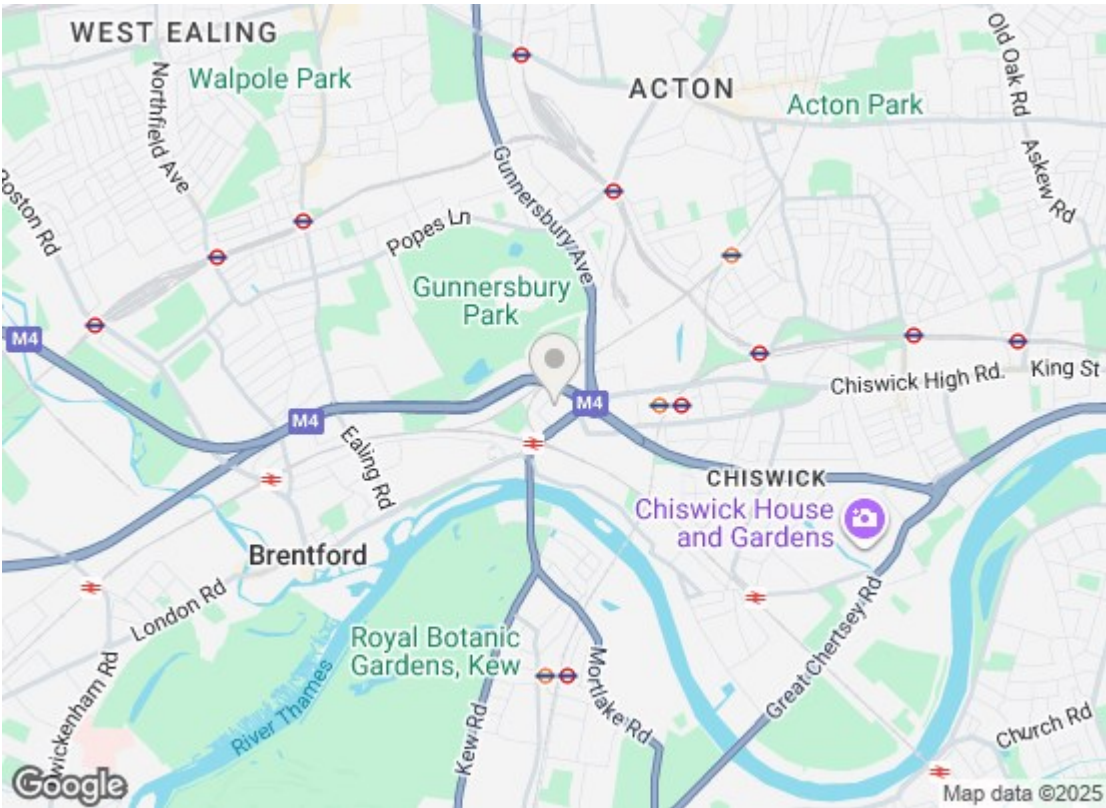 WEST EALING
Walpole Park
Northfield Ave
ACTON
Acton Park
Old Oak Rd
Askew Rd
Boston Rd
Popes Ln
Gunnersbury Ave
Gunnersbury
Park
M4
M4
M4
Chiswick High Rd.
King St
Ealing Rd
CHISWICK
Chiswick House
and Gardens
Brentford
London Rd
Royal Botanic
Gardens, Kew
River Thames
Mortlake Rd
Great Chertsey Rd
Kew Rd
wickenham Rd
Church Rd
Google
Map data ©2025